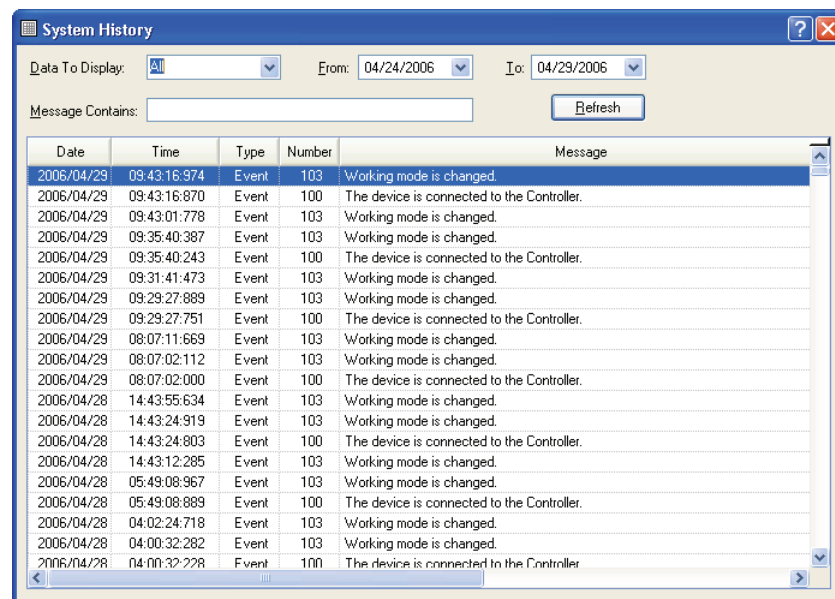 System History
Data To Display: All From: 04/24/2006 To: 04/29/2006
Message Contains: Refresh
Date Time Type Number Message
2006/04/29 09:43:16:974 Event 103 Working mode is changed.
2006/04/29 09:43:16:870 Event 100 The device is connected to the Controller.
2006/04/29 09:43:01:778 Event 103 Working mode is changed.
2006/04/29 09:35:40:387 Event 103 Working mode is changed.
2006/04/29 09:35:40:243 Event 100 The device is connected to the Controller.
2006/04/29 09:31:41:473 Event 103 Working mode is changed.
2006/04/29 09:29:27:889 Event 103 Working mode is changed.
2006/04/29 09:29:27:751 Event 100 The device is connected to the Controller.
2006/04/29 08:07:11:669 Event 103 Working mode is changed.
2006/04/29 08:07:02:112 Event 103 Working mode is changed.
2006/04/29 08:07:02:000 Event 100 The device is connected to the Controller.
2006/04/28 14:43:55:634 Event 103 Working mode is changed.
2006/04/28 14:43:24:919 Event 103 Working mode is changed.
2006/04/28 14:43:24:803 Event 100 The device is connected to the Controller.
2006/04/28 14:43:12:285 Event 103 Working mode is changed.
2006/04/28 05:49:08:967 Event 103 Working mode is changed.
2006/04/28 05:49:08:889 Event 100 The device is connected to the Controller.
2006/04/28 04:02:24:718 Event 103 Working mode is changed.
2006/04/28 04:00:32:282 Event 103 Working mode is changed.
2006/04/28 04:00:32:228 Event 100 The device is connected to the Controller